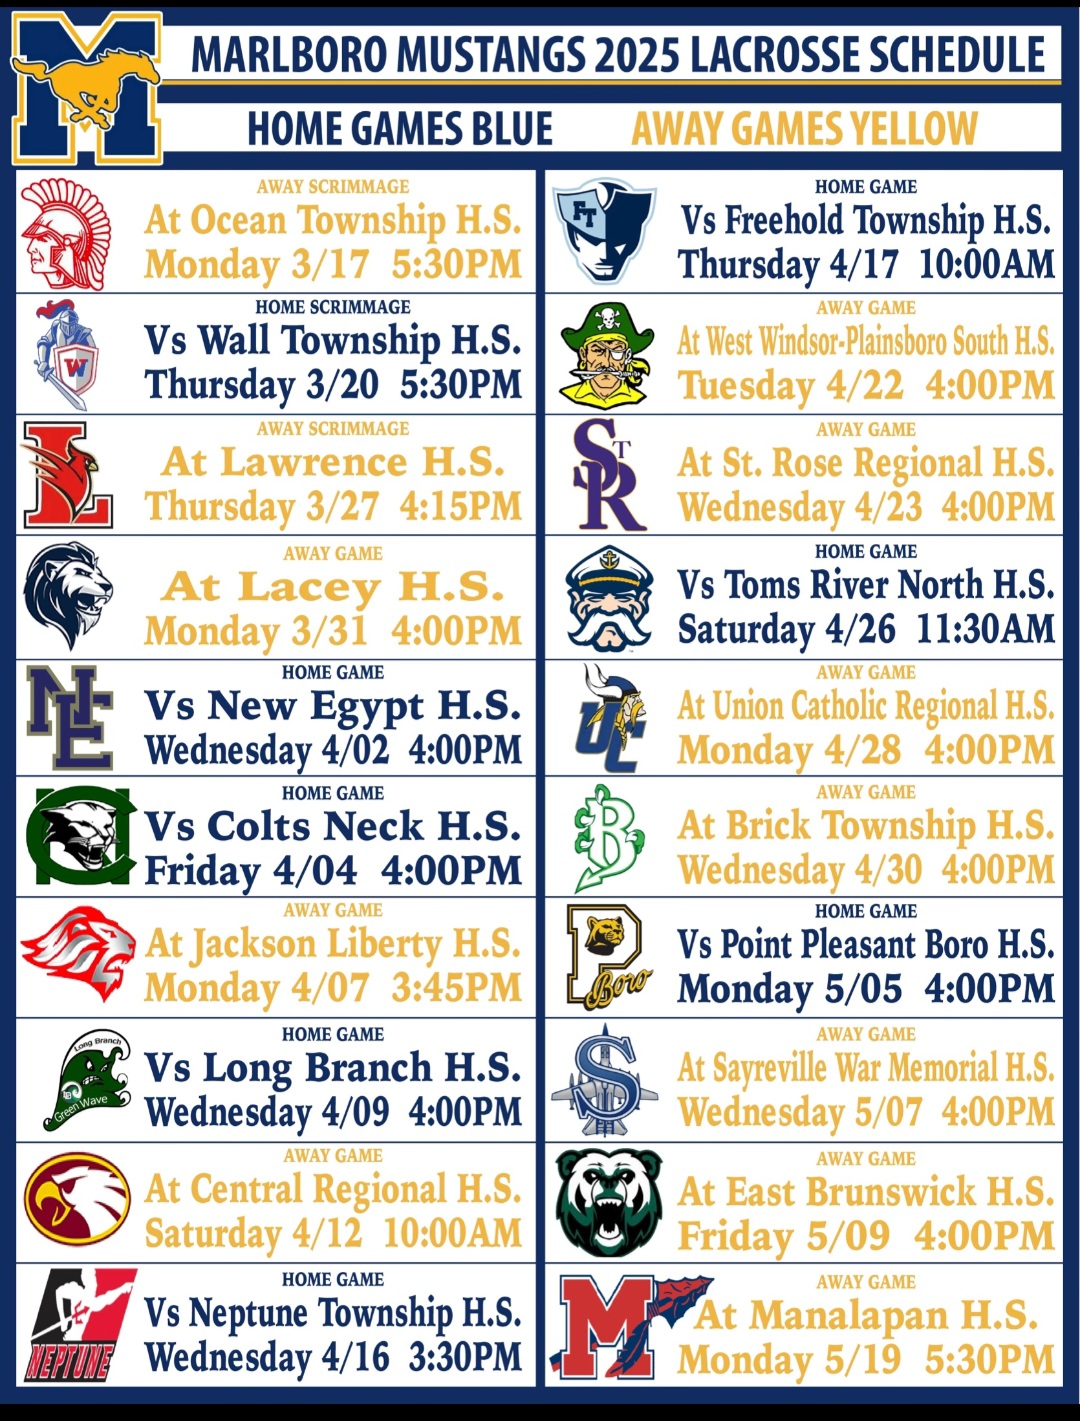 M
MARLBORO MUSTANGS 2025 LACROSSE SCHEDULE
HOME GAMES BLUE AWAY GAMES YELLOW
AWAY SCRIMMAGE
At Ocean Township H.S.
Monday 3/17 5:30PM
HOME SCRIMMAGE
W
Vs Wall Township H.S.
Thursday 3/20 5:30PM
AWAY SCRIMMAGE
L
At Lawrence H.S.
Thursday 3/27 4:15PM
AWAY GAME
At Lacey H.S.
Monday 3/31 4:00PM
HOME GAME
NE
Vs New Egypt H.S.
Wednesday 4/02 4:00PM
HOME GAME
C
Vs Colts Neck H.S.
Friday 4/04 4:00PM
AWAY GAME
At Jackson Liberty H.S.
Monday 4/07 3:45PM
HOME GAME
Long Branch
Green Wave
Vs Long Branch H.S.
Wednesday 4/09 4:00PM
AWAY GAME
At Central Regional H.S.
Saturday 4/12 10:00AM
HOME GAME
NEPTUNE
Vs Neptune Township H.S.
Wednesday 4/16 3:30PM
HOME GAME
FT
Vs Freehold Township H.S.
Thursday 4/17 10:00AM
AWAY GAME
At West Windsor-Plainsboro South H.S.
Tuesday 4/22 4:00PM
AWAY GAME
ST
R
At St. Rose Regional H.S.
Wednesday 4/23 4:00PM
HOME GAME
Vs Toms River North H.S.
Saturday 4/26 11:30AM
AWAY GAME
UC
At Union Catholic Regional H.S.
Monday 4/28 4:00PM
AWAY GAME
B
At Brick Township H.S.
Wednesday 4/30 4:00PM
HOME GAME
P
Boro
Vs Point Pleasant Boro H.S.
Monday 5/05 4:00PM
AWAY GAME
S
At Sayreville War Memorial H.S.
Wednesday 5/07 4:00PM
AWAY GAME
At East Brunswick H.S.
Friday 5/09 4:00PM
AWAY GAME
M
At Manalapan H.S.
Monday 5/19 5:30PM